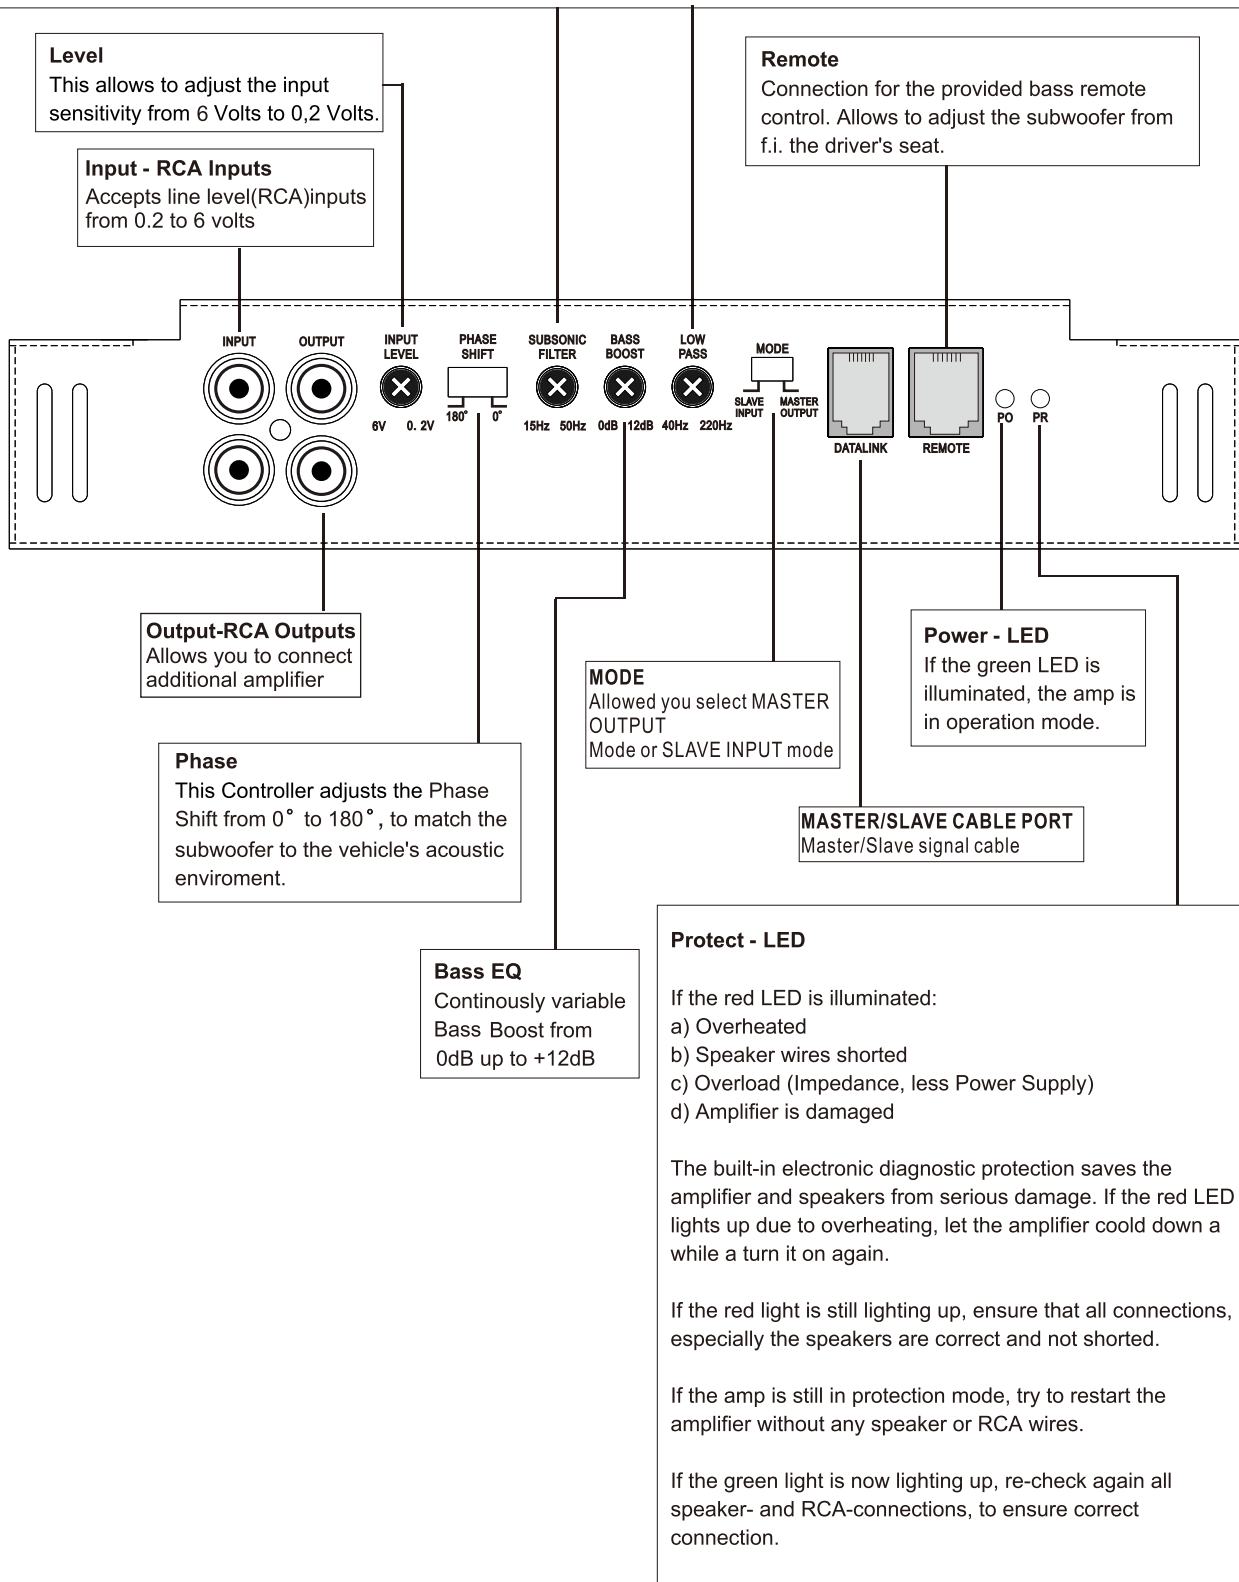 Level
This allows to adjust the input
sensitivity from 6 Volts to 0,2 Volts.
Remote
Connection for the provided bass remote
control. Allows to adjust the subwoofer from
f.i. the driver's seat.
Input - RCA Inputs
Accepts line level(RCA)inputs
from 0.2 to 6 volts
INPUT
OUTPUT
INPUT
LEVEL
6V 0. 2V
PHASE
SHIFT
180° 0°
SUBSONIC
FILTER
15Hz 50Hz
BASS
BOOST
0dB 12dB
LOW
PASS
40Hz 220Hz
MODE
SLAVE
INPUT
MASTER
OUTPUT
DATALINK
REMOTE
PO
PR
Output-RCA Outputs
Allows you to connect
additional amplifier
MODE
Allowed you select MASTER
OUTPUT
Mode or SLAVE INPUT mode
Power - LED
If the green LED is
illuminated, the amp is
in operation mode.
Phase
This Controller adjusts the Phase
Shift from 0° to 180°, to match the
subwoofer to the vehicle's acoustic
enviroment.
MASTER/SLAVE CABLE PORT
Master/Slave signal cable
Bass EQ
Continously variable
Bass Boost from
0dB up to +12dB
Protect - LED
If the red LED is illuminated:
a) Overheated
b) Speaker wires shorted
c) Overload (Impedance, less Power Supply)
d) Amplifier is damaged
The built-in electronic diagnostic protection saves the
amplifier and speakers from serious damage. If the red LED
lights up due to overheating, let the amplifier coold down a
while a turn it on again.
If the red light is still lighting up, ensure that all connections,
especially the speakers are correct and not shorted.
If the amp is still in protection mode, try to restart the
amplifier without any speaker or RCA wires.
If the green light is now lighting up, re-check again all
speaker- and RCA-connections, to ensure correct
connection.